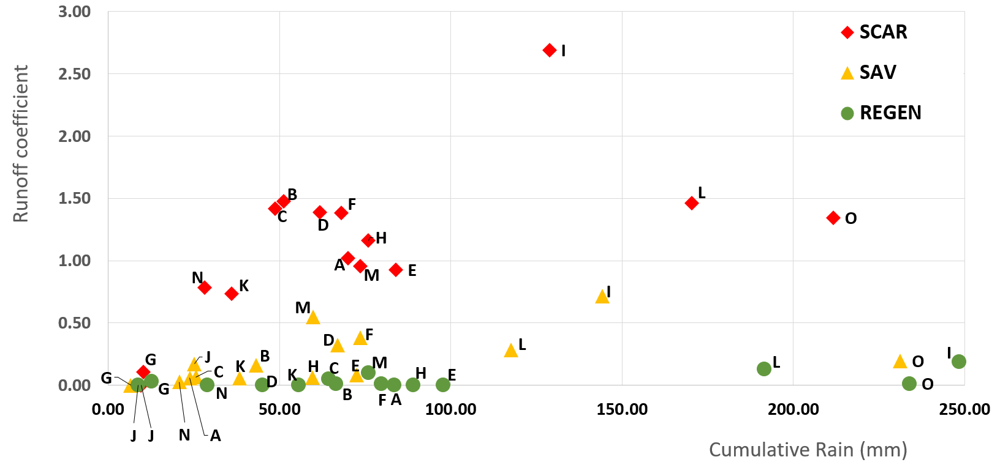 3.00
SCAR
I
Runoff coefficient
2.50
SAV
REGEN
2.00
1.50
B
F
L
C
D
O
H
1.00
A
M
E
N
K
I
M
0.50
D
F
L
J
B
G
K
H
C
E
M
L
O
I
C
G
G
N
D
K
B
F
A
H
E
O
0.00
0.00
50.00
100.00
150.00
200.00
250.00
J
J
N
A
Cumulative Rain (mm)